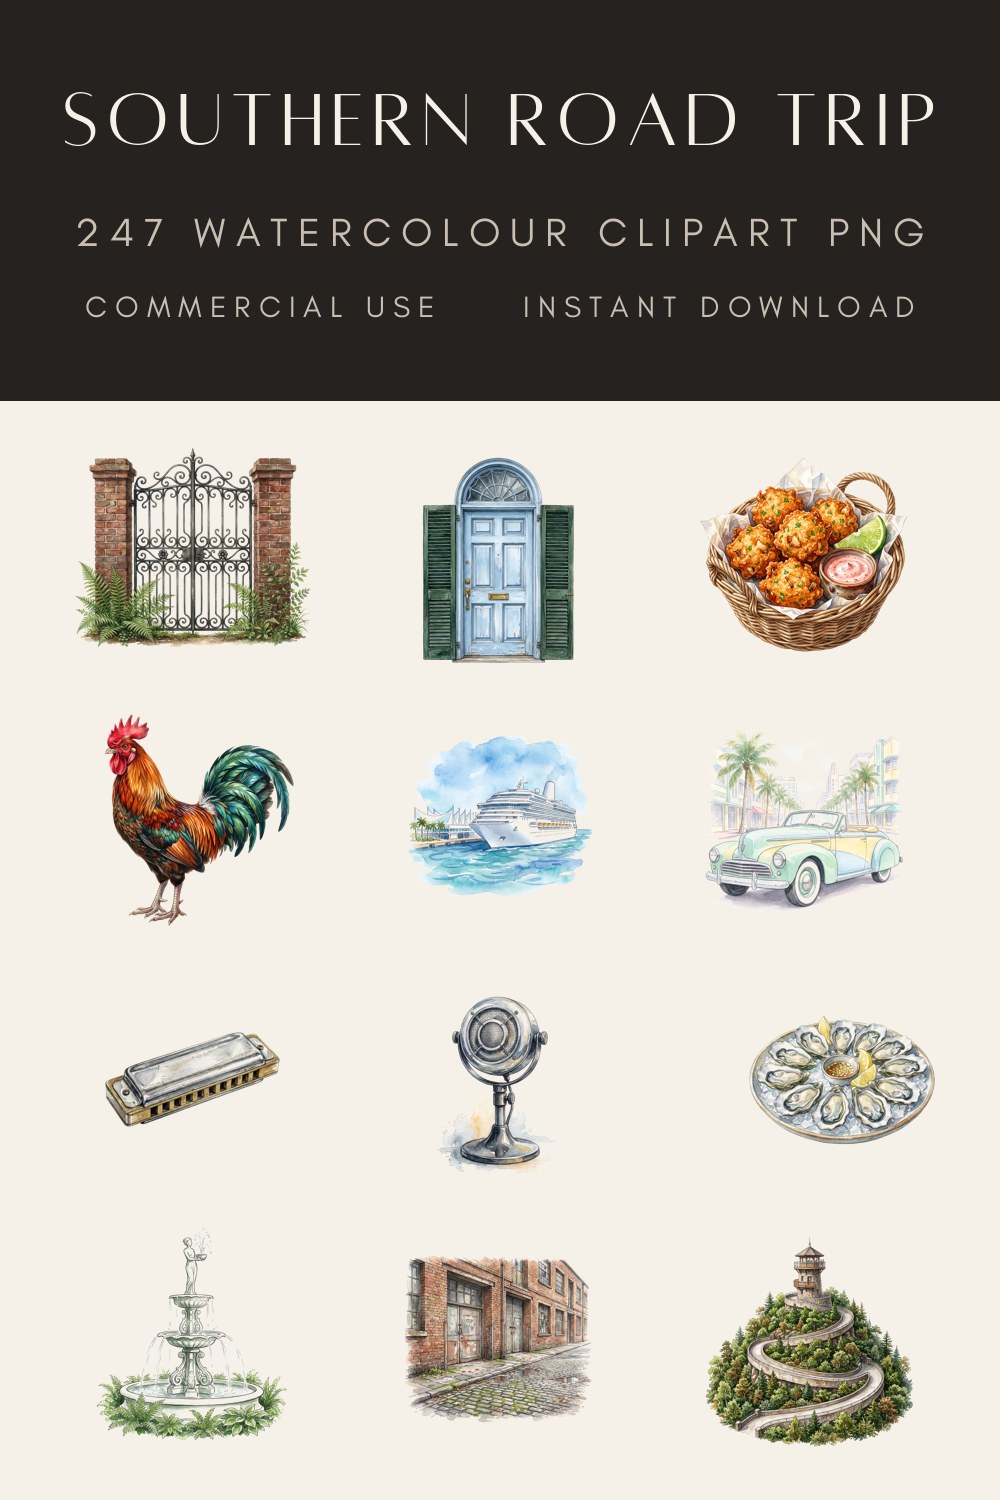 SOUTHERN ROAD TRIP
247 WATERCOLOUR CLIPART PNG
COMMERCIAL USE INSTANT DOWNLOAD